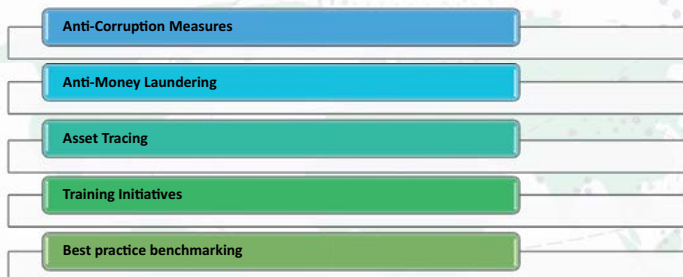 Anti-Corruption Measures
Anti-Money Laundering
Asset Tracing
Training Initiatives
Best practice benchmarking